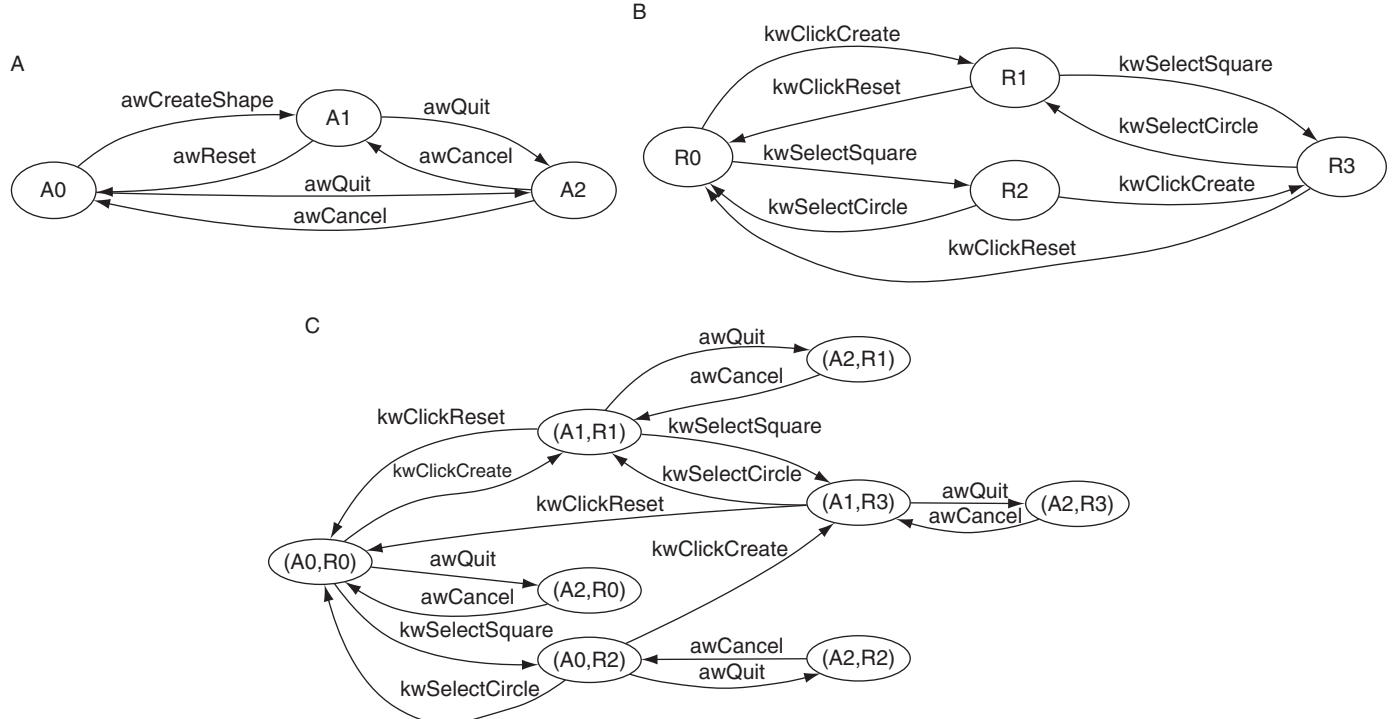 A
awCreateShape
A1
awQuit
awReset
awCancel
A0
awQuit
A2
awCancel
B
kwClickCreate
R1
kwSelectSquare
kwClickReset
kwSelectCircle
R0
kwSelectSquare
R3
R2
kwClickCreate
kwSelectCircle
kwClickReset
C
awQuit
(A2,R1)
awCancel
kwClickReset
(A1,R1)
kwSelectSquare
kwClickCreate
kwSelectCircle
kwClickReset
(A1,R3)
awQuit
(A2,R3)
awCancel
kwClickCreate
(A0,R0)
awQuit
(A2,R0)
awCancel
kwSelectSquare
(A0,R2)
awCancel
(A2,R2)
awQuit
kwSelectCircle